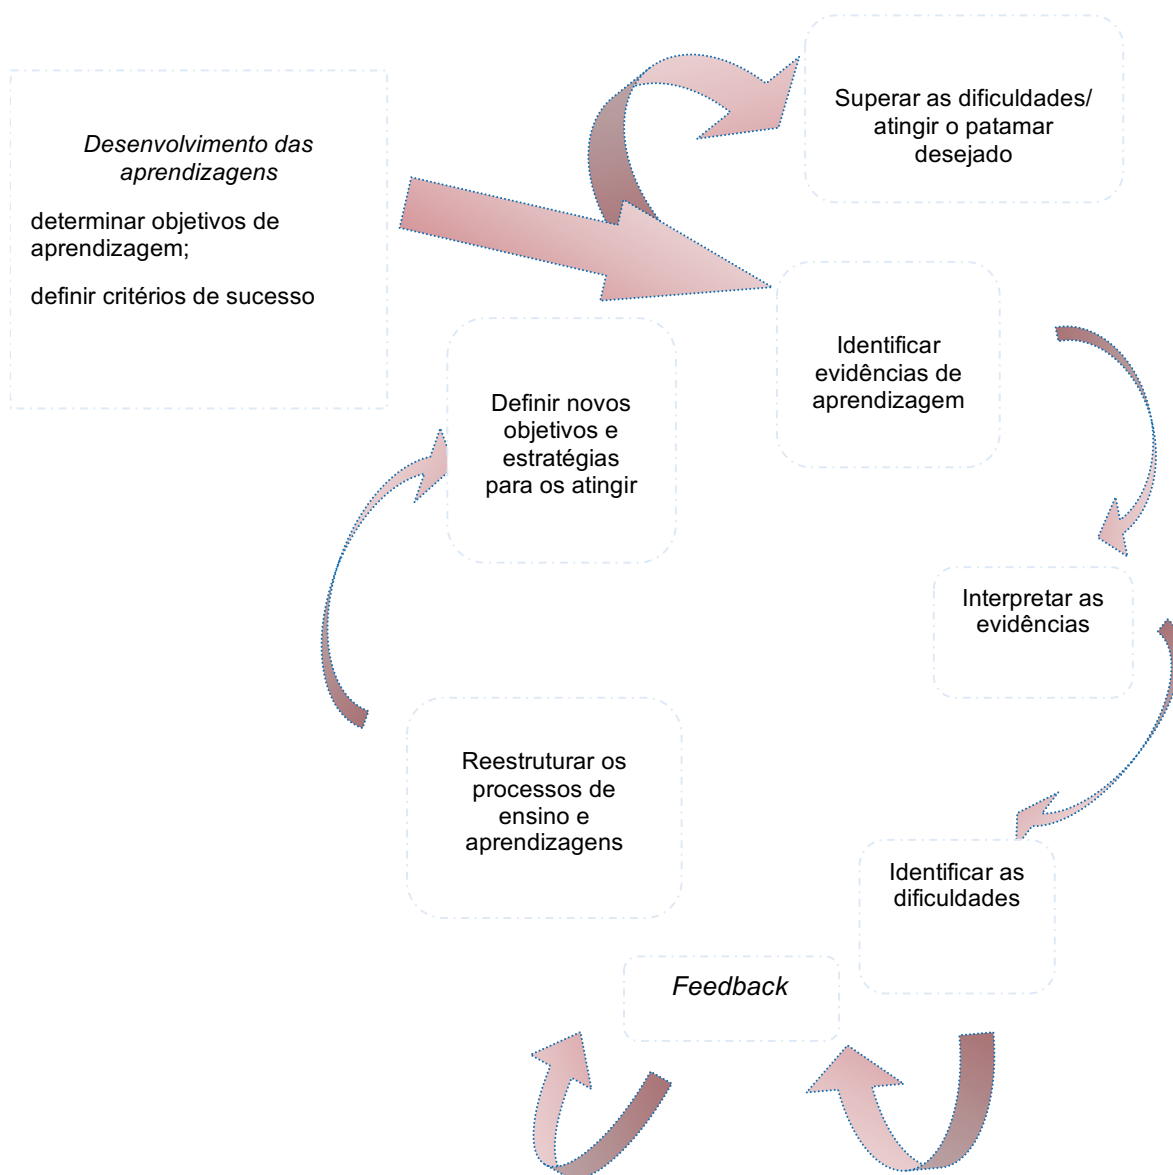 Desenvolvimento das
aprendizagens
determinar objetivos de
aprendizagem;
definir critérios de sucesso
Superar as dificuldades/
atingir o patamar
desejado
Identificar
evidências de
aprendizagem
Interpretar as
evidências
Identificar as
dificuldades
Feedback
Reestruturar os
processos de
ensino e
aprendizagens
Definir novos
objetivos e
estratégias
para os atingir